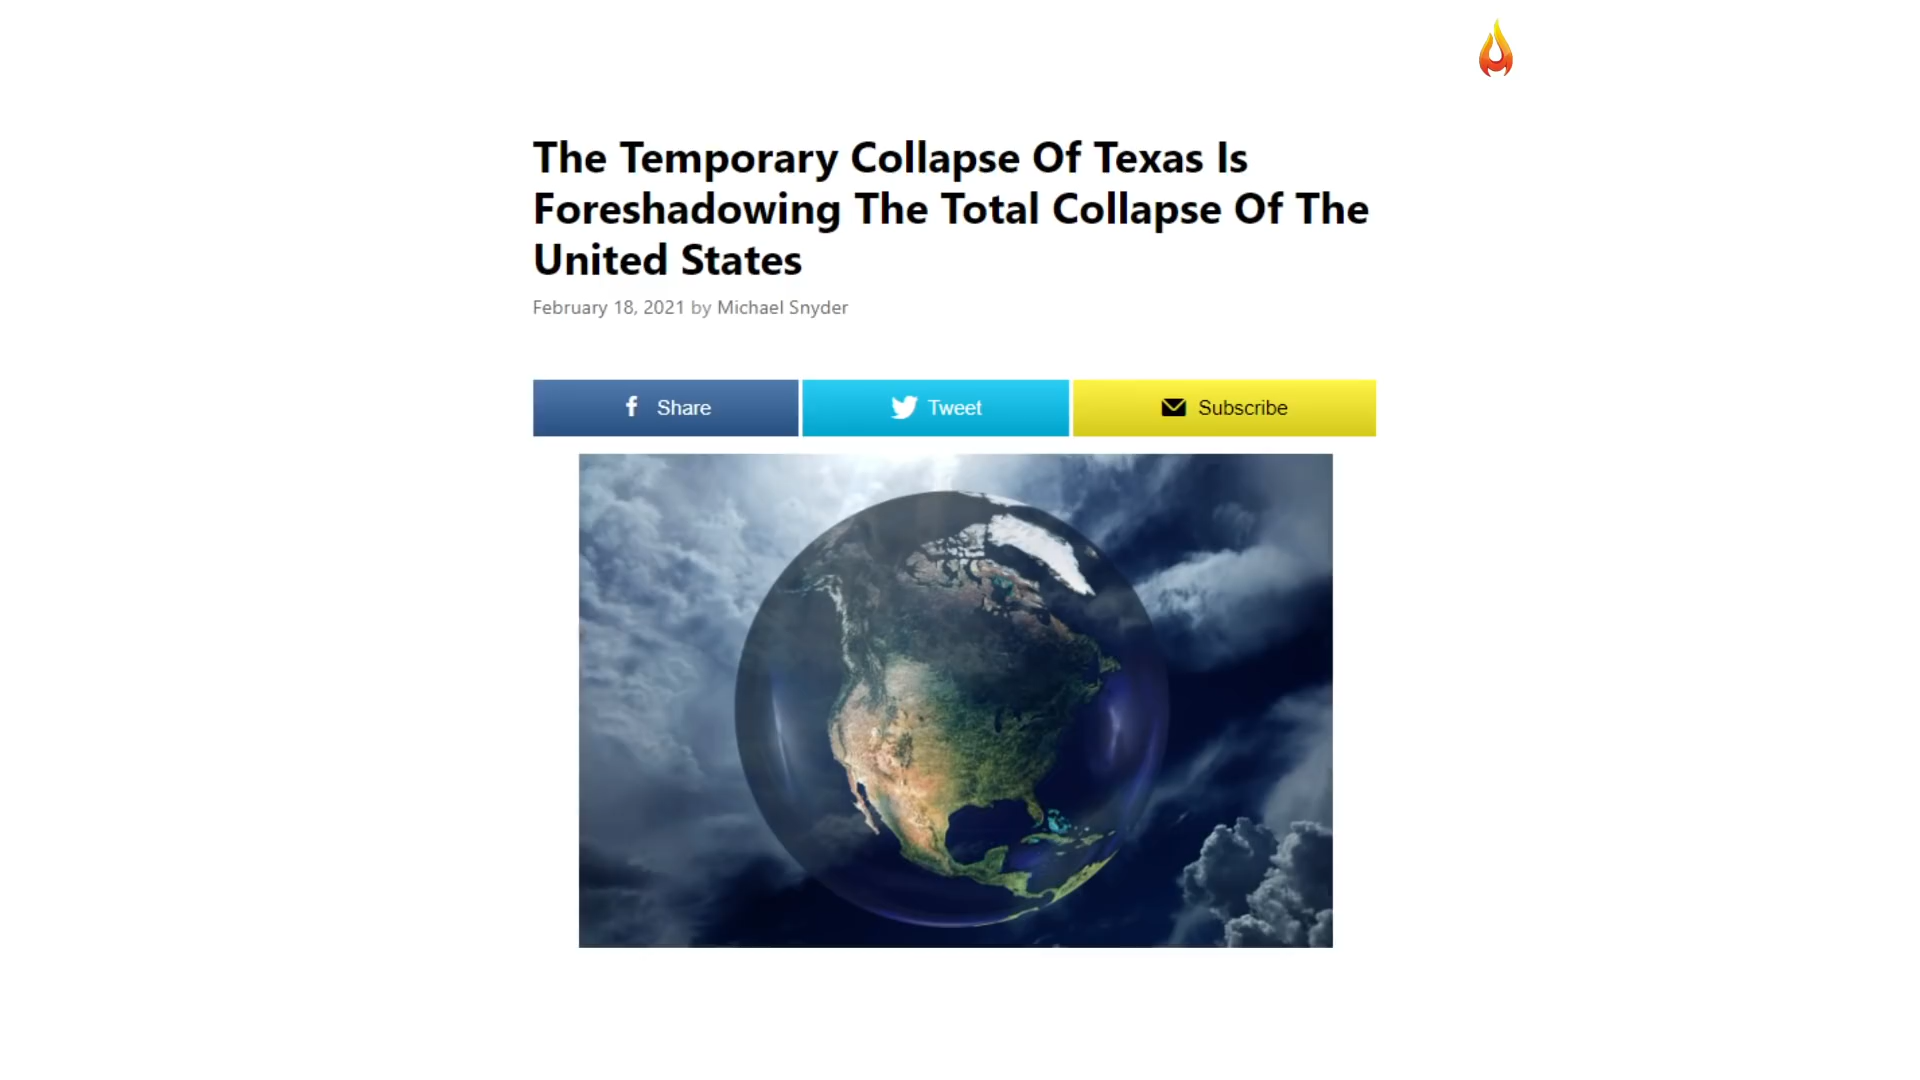 The Temporary Collapse Of Texas Is
Foreshadowing The Total Collapse Of The
United States
February 18, 2021 by Michael Snyder
Share
Tweet
Subscribe